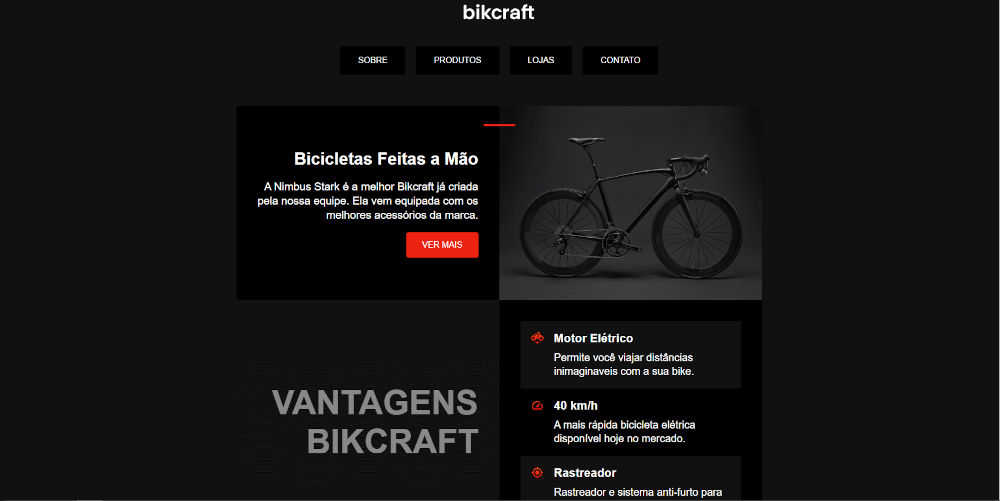 bikcraft
SOBRE
PRODUTOS
LOJAS
CONTATO
Bicicletas Feitas a Mão
A Nimbus Stark é a melhor Bikcraft já criada
pela nossa equipe. Ela vem equipada com os
melhores acessórios da marca.
VER MAIS
VANTAGENS
BIKCRAFT
Motor Elétrico
Permite você viajar distâncias
inimaginaveis com a sua bike.
40 km/h
A mais rápida bicicleta elétrica
disponível hoje no mercado.
Rastreador
Rastreador e sistema anti-furto para